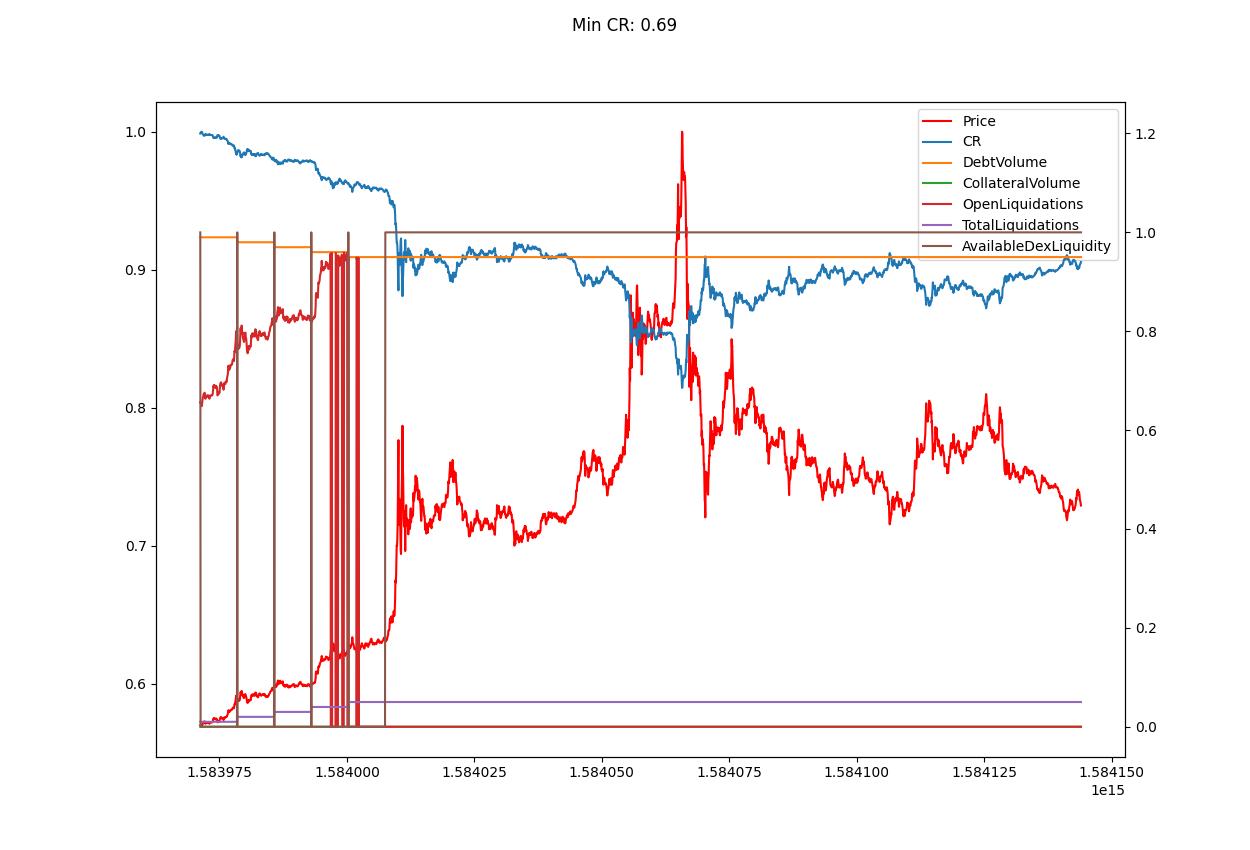 Min CR: 0.69
1.0
0.9
0.8
0.7
0.6
1.2
1.0
0.8
0.6
0.4
0.2
0.0
Price
CR
DebtVolume
CollateralVolume
OpenLiquidations
TotalLiquidations
AvailableDexLiquidity
1.583975 1.584000 1.584025 1.584050 1.584075 1.584100 1.584125 1.584150
1e15